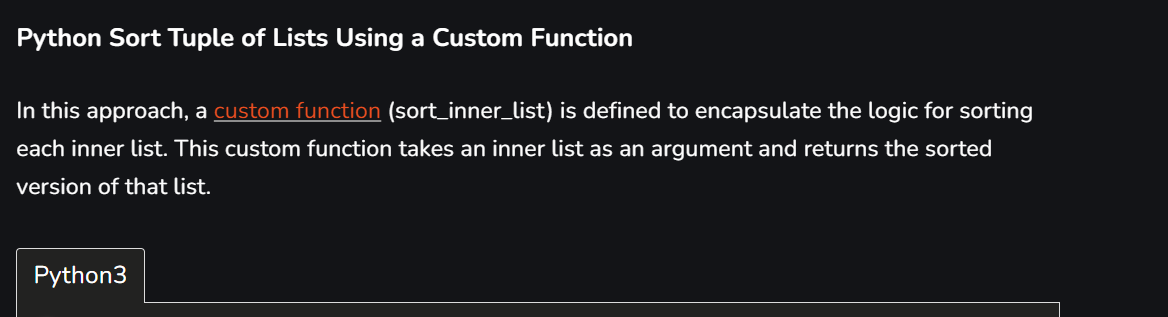 Python Sort Tuple of Lists Using a Custom Function
In this approach, a custom function (sort_inner_list) is defined to encapsulate the logic for sorting
each inner list. This custom function takes an inner list as an argument and returns the sorted
version of that list.
Python3